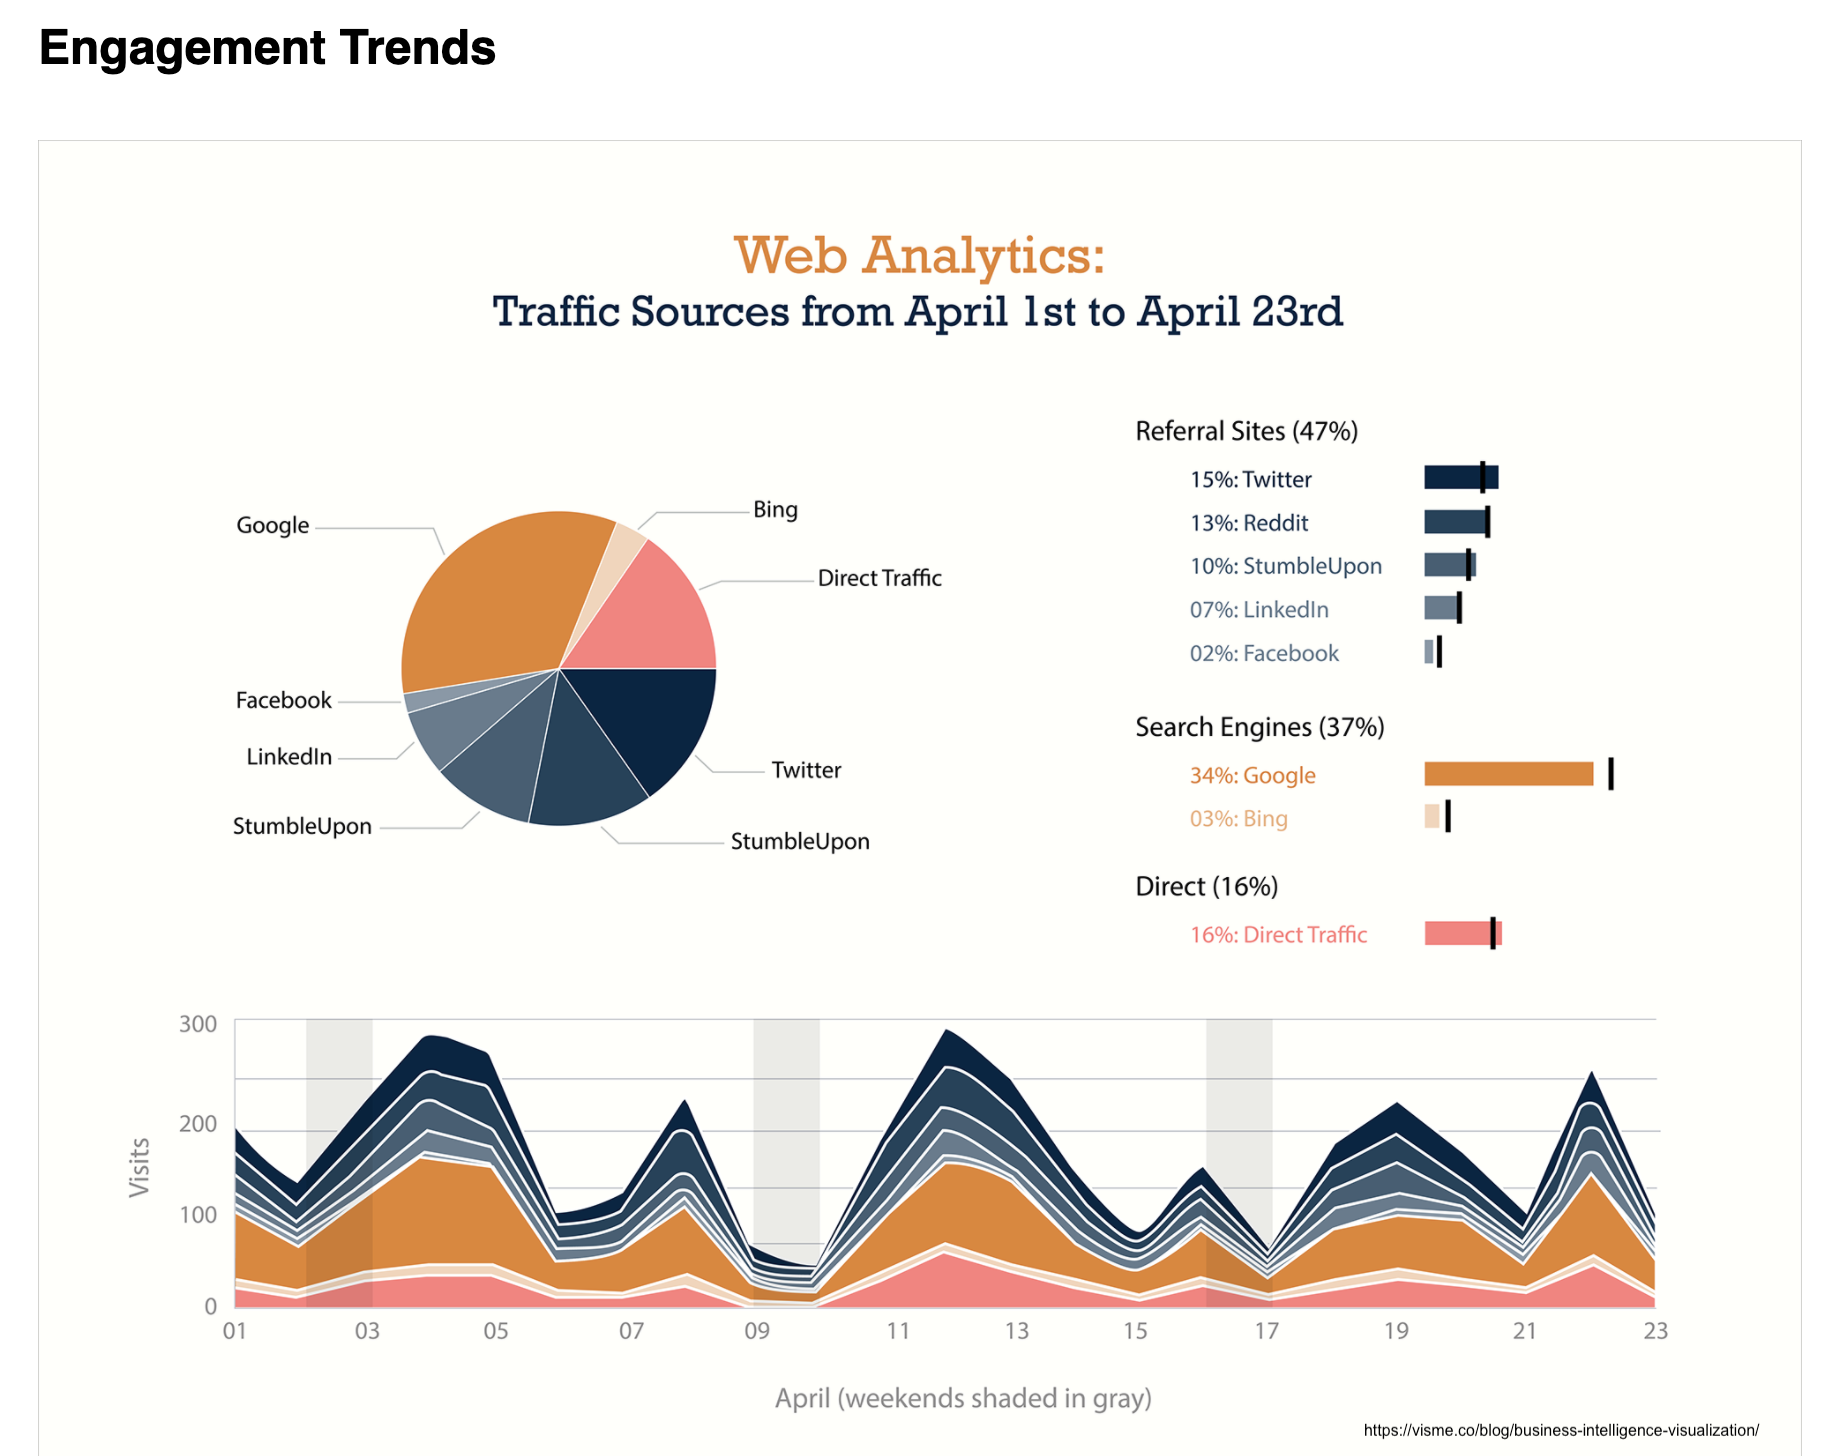 Engagement Trends
Web Analytics:
Traffic Sources from April 1st to April 23rd
Google
Bing
Direct Traffic
Facebook
LinkedIn
StumbleUpon
Twitter
StumbleUpon
Referral Sites (47%)
15%: Twitter
13%: Reddit
10%: StumbleUpon
07%: LinkedIn
02%: Facebook
Search Engines (37%)
34%: Google
03%: Bing
Direct (16%)
16%: Direct Traffic
300
200
100
0
Visits
01 03 05 07 09 11 13 15 17 19 21 23
April (weekends shaded in gray)
https://visme.co/blog/business-intelligence-visualization/